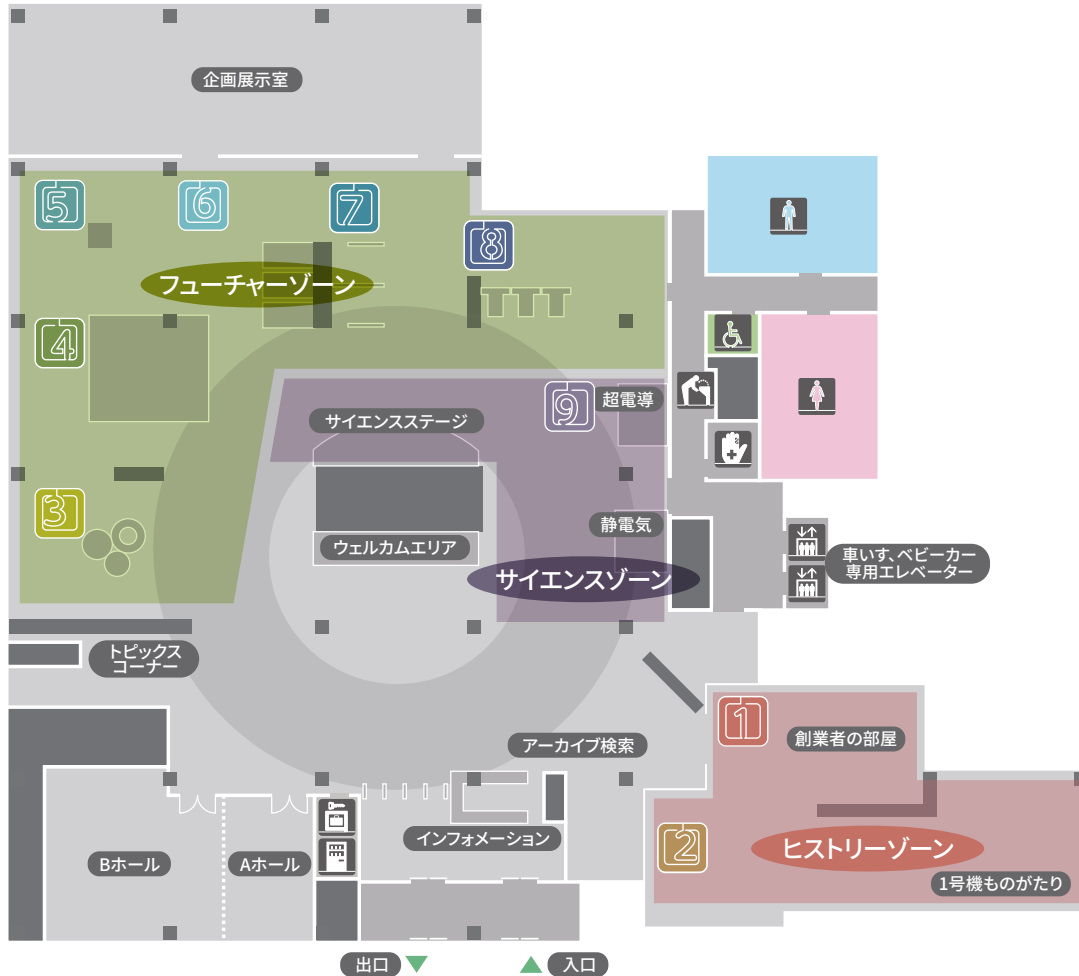 企画展示室
5
6
7
8
フューチャーゾーン
4
9
超電導
サイエンスステージ
3
静電気
ウェルカムエリア
サイエンスゾーン
車いす、ベビーカー
専用エレベーター
トピックス
コーナー
1
創業者の部屋
アーカイブ検索
インフォメーション
2
ヒストリーゾーン
Bホール
Aホール
1号機ものがたり
出口
入口